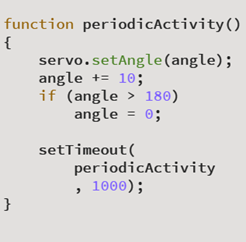 function periodicActivity()
{
    servo.setAngle(angle);
    angle += 10;
    if (angle > 180)
        angle = 0;

    setTimeout(
        periodicActivity
        , 1000);
}